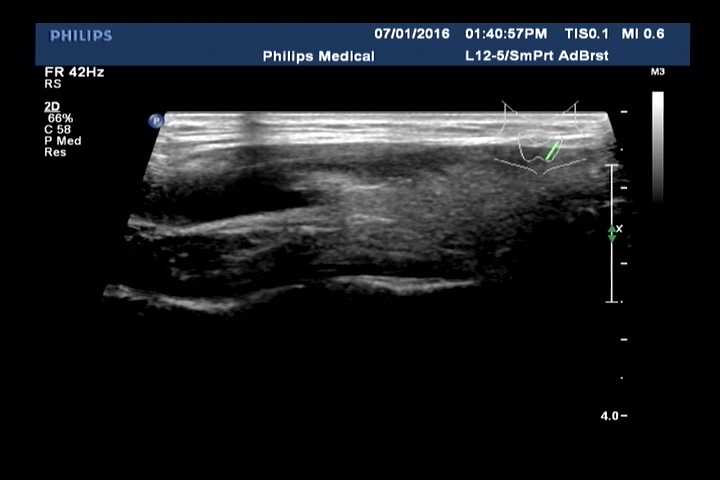 PHILIPS 07/01/2016 01:40:57PM TIS0.1 MI 0.6
Philips Medical L12-5/SmPrt AdBrst
FR 42Hz
RS
M3
2D
66%
C 58
P Med
Res
P
x
4.0